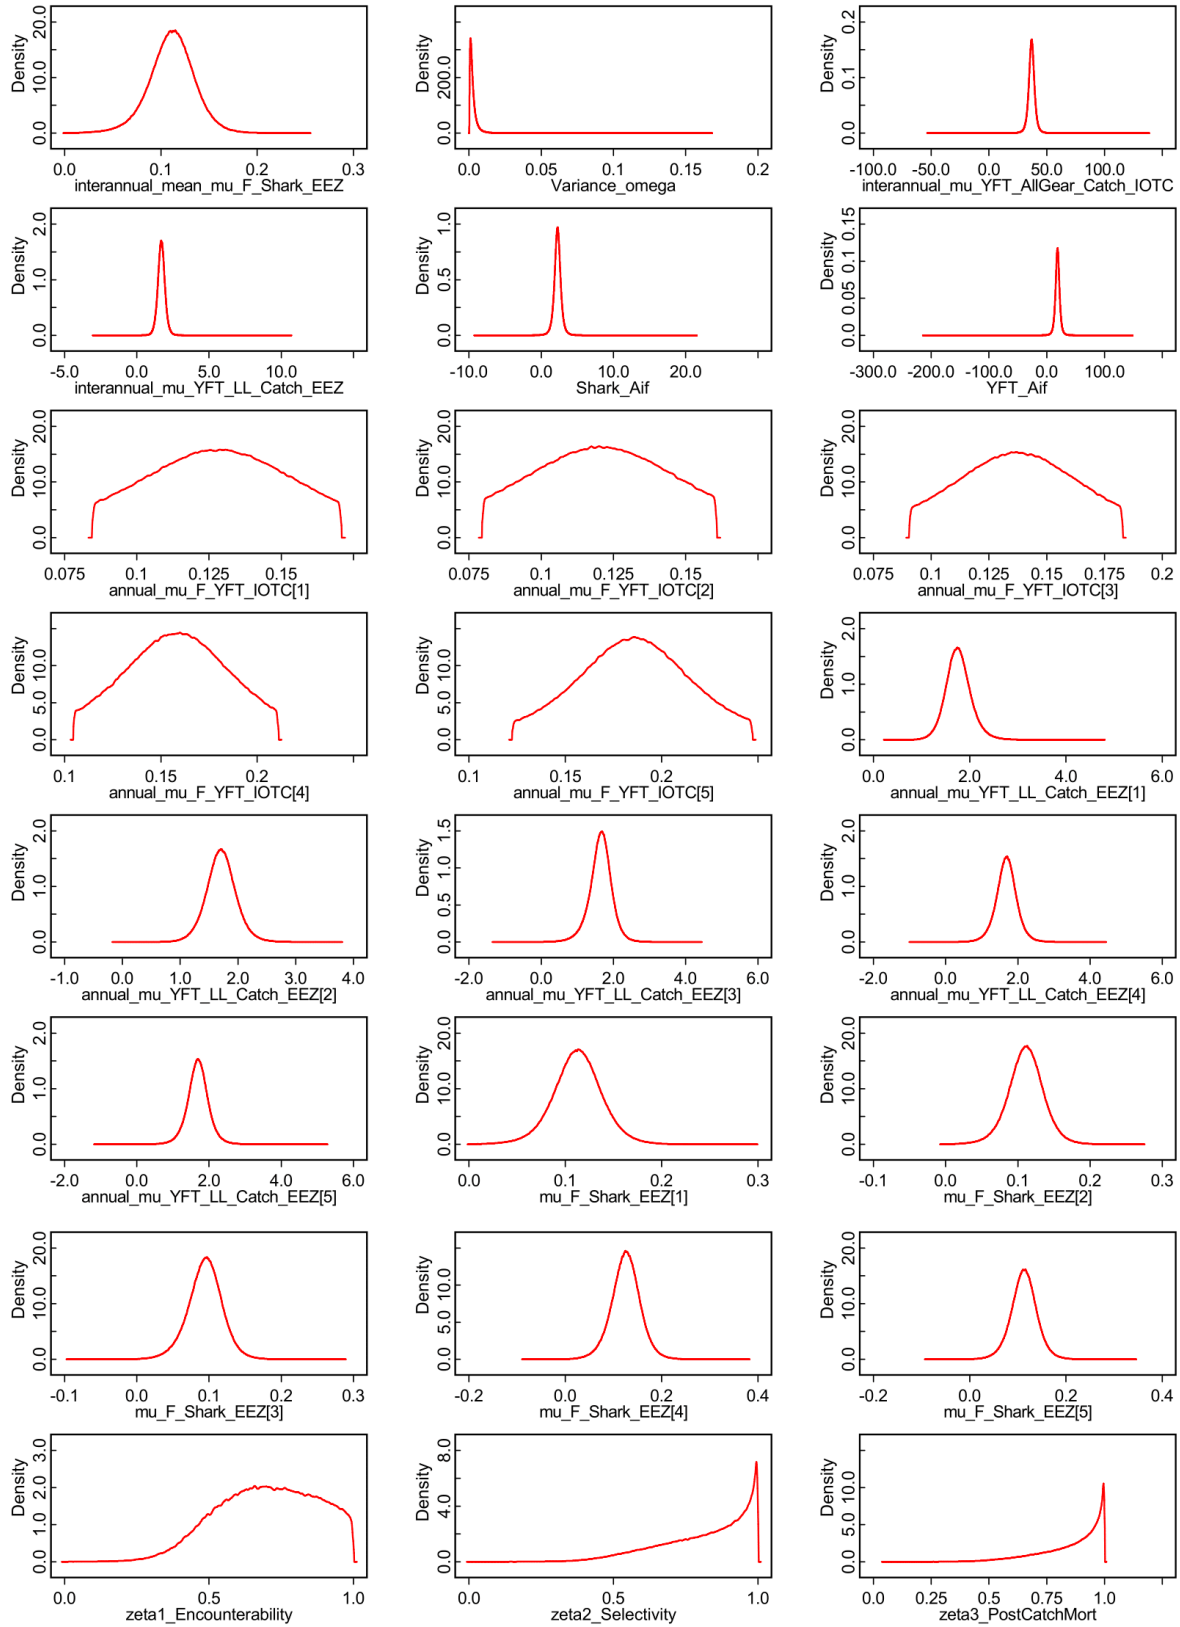 Density
0.0 10.0 20.0
0.0 0.1 0.2 0.3
interannual_mean_mu_F_Shark_EEZ
Density
0.0 200.0
0.0 0.05 0.1 0.15 0.2
Variance_omega
Density
0.0 0.1 0.2
-100.0 -50.0 0.0 50.0 100.0
interannual_mu_YFT_AllGear_Catch_IOTC
Density
0.0 1.0 2.0
-5.0 0.0 5.0 10.0
interannual_mu_YFT_LL_Catch_EEZ
Density
0.0 0.5 1.0
-10.0 0.0 10.0 20.0
Shark_Aif
Density
0.0 0.05 0.1 0.15
-300.0 -200.0 -100.0 0.0 100.0
YFT_Aif
Density
0.0 10.0 20.0
0.075 0.1 0.125 0.15
annual_mu_F_YFT_IOTC[1]
Density
0.0 10.0 20.0
0.075 0.1 0.125 0.15
annual_mu_F_YFT_IOTC[2]
Density
0.0 10.0 20.0
0.075 0.1 0.125 0.15 0.175 0.2
annual_mu_F_YFT_IOTC[3]
Density
0.0 5.0 10.0
0.1 0.15 0.2
annual_mu_F_YFT_IOTC[4]
Density
0.0 5.0 10.0
0.1 0.15 0.2
annual_mu_F_YFT_IOTC[5]
Density
0.0 1.0 2.0
0.0 2.0 4.0 6.0
annual_mu_YFT_LL_Catch_EEZ[1]
Density
0.0 1.0 2.0
-1.0 0.0 1.0 2.0 3.0 4.0
annual_mu_YFT_LL_Catch_EEZ[2]
Density
0.0 0.5 1.0 1.5
-2.0 0.0 2.0 4.0 6.0
annual_mu_YFT_LL_Catch_EEZ[3]
Density
0.0 1.0 2.0
-2.0 0.0 2.0 4.0 6.0
annual_mu_YFT_LL_Catch_EEZ[4]
Density
0.0 1.0 2.0
-2.0 0.0 2.0 4.0 6.0
annual_mu_YFT_LL_Catch_EEZ[5]
Density
0.0 10.0 20.0
0.0 0.1 0.2 0.3
mu_F_Shark_EEZ[1]
Density
0.0 10.0 20.0
-0.1 0.0 0.1 0.2 0.3
mu_F_Shark_EEZ[2]
Density
0.0 10.0 20.0
-0.1 0.0 0.1 0.2 0.3
mu_F_Shark_EEZ[3]
Density
0.0 5.0 10.0
-0.2 0.0 0.2 0.4
mu_F_Shark_EEZ[4]
Density
0.0 10.0 20.0
-0.2 0.0 0.2 0.4
mu_F_Shark_EEZ[5]
Density
0.0 1.0 2.0 3.0
0.0 0.5 1.0
zeta1_Encounterability
Density
0.0 4.0 8.0
0.0 0.5 1.0
zeta2_Selectivity
Density
0.0 5.0 10.0
0.0 0.25 0.5 0.75 1.0
zeta3_PostCatchMort